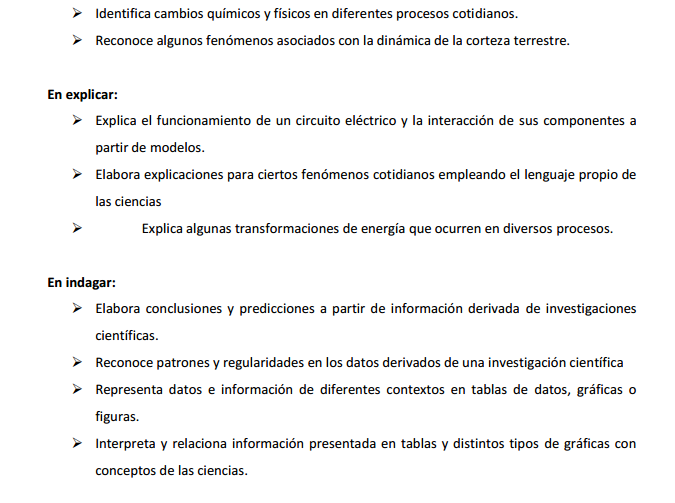 ➢ Identifica cambios químicos y físicos en diferentes procesos cotidianos.
➢ Reconoce algunos fenómenos asociados con la dinámica de la corteza terrestre.
En explicar:
➢ Explica el funcionamiento de un circuito eléctrico y la interacción de sus componentes a
partir de modelos.
➢ Elabora explicaciones para ciertos fenómenos cotidianos empleando el lenguaje propio de
las ciencias
➢ Explica algunas transformaciones de energía que ocurren en diversos procesos.
En indagar:
➢ Elabora conclusiones y predicciones a partir de información derivada de investigaciones
científicas.
➢ Reconoce patrones y regularidades en los datos derivados de una investigación científica
➢ Representa datos e información de diferentes contextos en tablas de datos, gráficas o
figuras.
➢ Interpreta y relaciona información presentada en tablas y distintos tipos de gráficas con
conceptos de las ciencias.